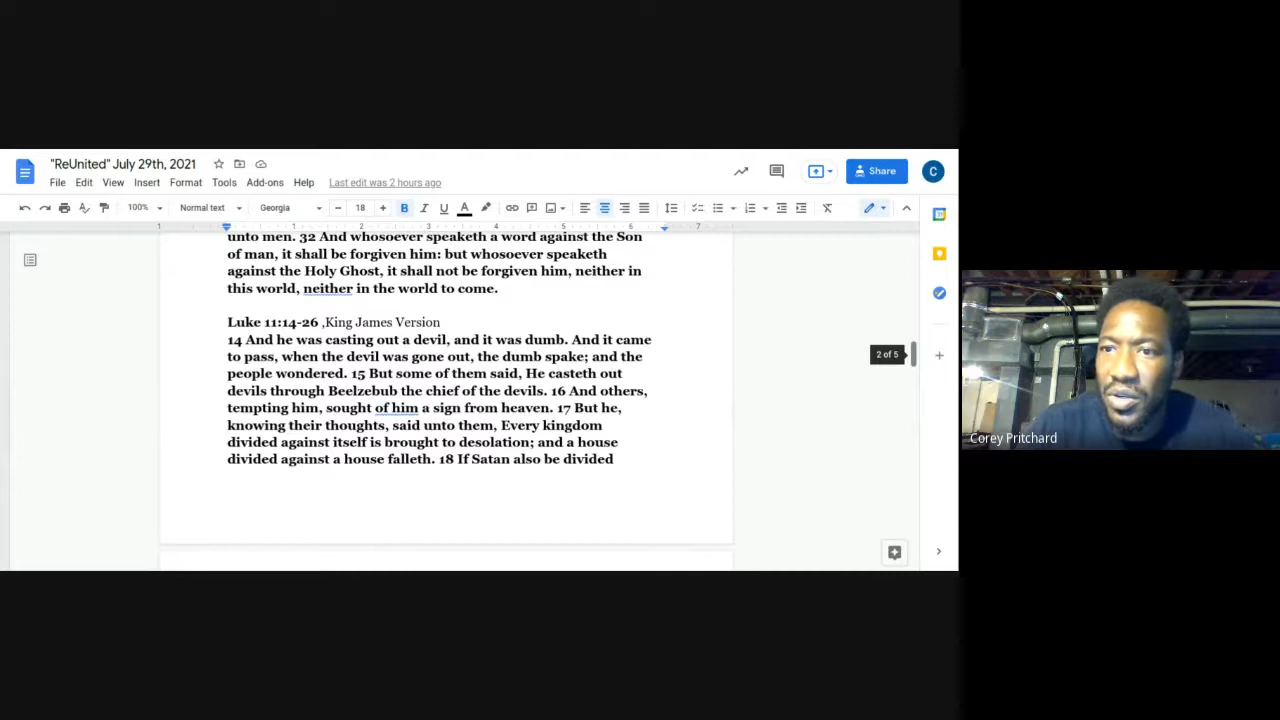 "ReUnited" July 29th, 2021
File Edit View Insert Format Tools Add-ons Help Last edit was 2 hours ago
Share
C
100% Normal text Georgia − 18 + B I U A
1 1 2 3 4 5 6 7
unto men. 32 And whosoever speaketh a word against the Son
of man, it shall be forgiven him: but whosoever speaketh
against the Holy Ghost, it shall not be forgiven him, neither in
this world, neither in the world to come.
Luke 11:14-26 ,King James Version
14 And he was casting out a devil, and it was dumb. And it came
to pass, when the devil was gone out, the dumb spake; and the
people wondered. 15 But some of them said, He casteth out
devils through Beelzebub the chief of the devils. 16 And others,
tempting him, sought of him a sign from heaven. 17 But he,
knowing their thoughts, said unto them, Every kingdom
divided against itself is brought to desolation; and a house
divided against a house falleth. 18 If Satan also be divided
2 of 5
Corey Pritchard